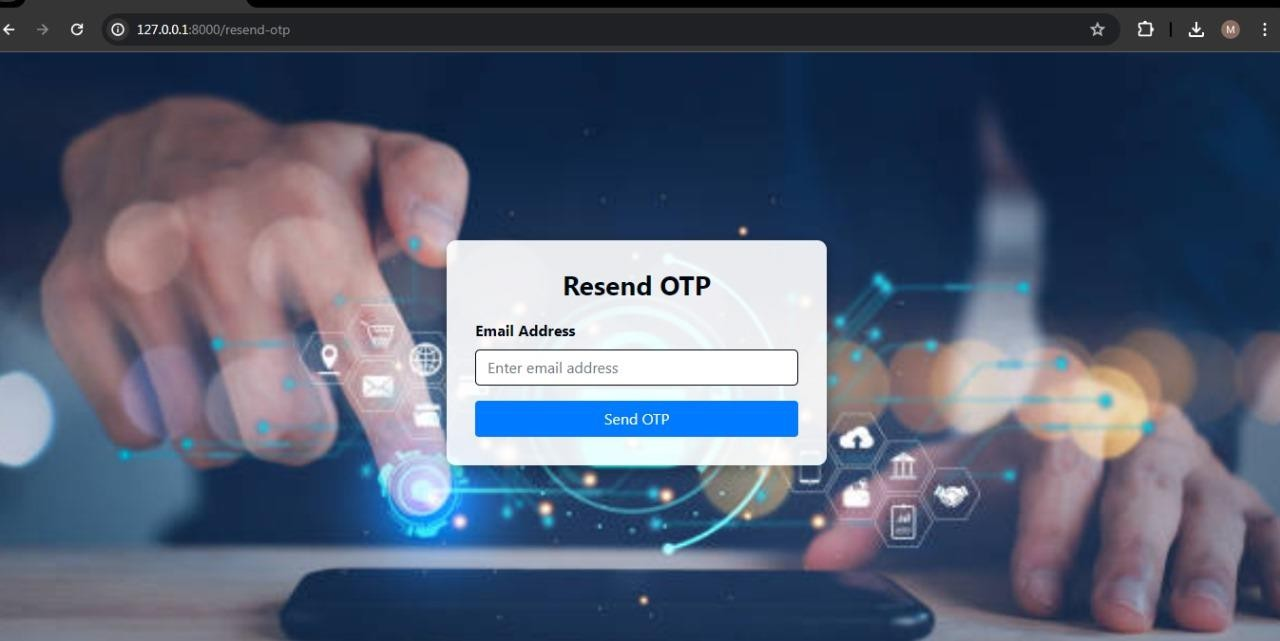 127.0.0.1:8000/resend-otp
M
Resend OTP
Email Address
Enter email address
Send OTP